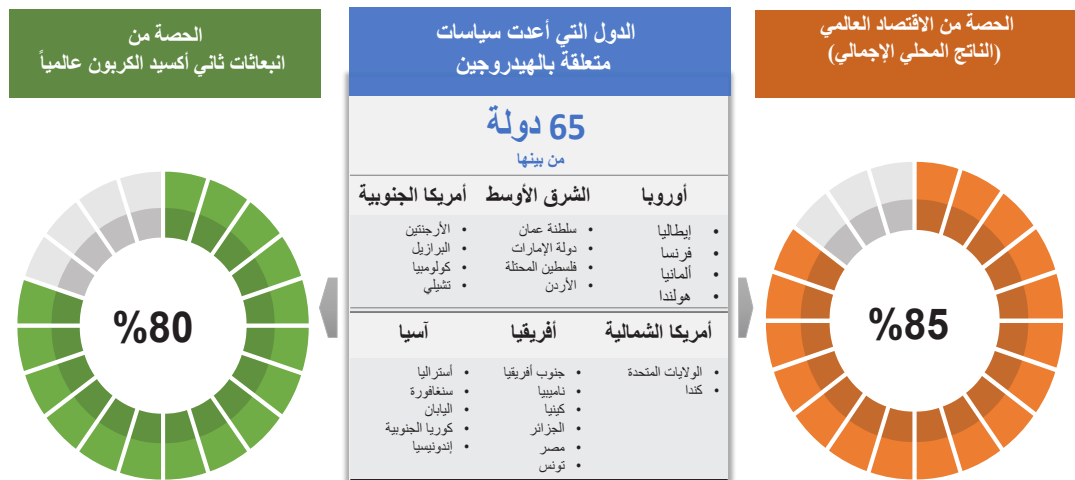 الحصة من الاقتصاد العالمي
(الناتج المحلي الإجمالي)
%85
الدول التي أعدت سياسات
متعلقة بالهيدروجين
65 دولة
من بينها
أوروبا
• إيطاليا
• فرنسا
• ألمانيا
• هولندا
الشرق الأوسط
• سلطنة عمان
• دولة الإمارات
• فلسطين المحتلة
• الأردن
أمريكا الجنوبية
• الأرجنتين
• البرازيل
• كولومبيا
• تشيلي
أمريكا الشمالية
• الولايات المتحدة
• كندا
أفريقيا
• جنوب أفريقيا
• ناميبيا
• كينيا
• الجزائر
• مصر
• تونس
آسيا
• أستراليا
• سنغافورة
• اليابان
• كوريا الجنوبية
• إندونيسيا
الحصة من
انبعاثات ثاني أكسيد الكربون عالمياً
%80